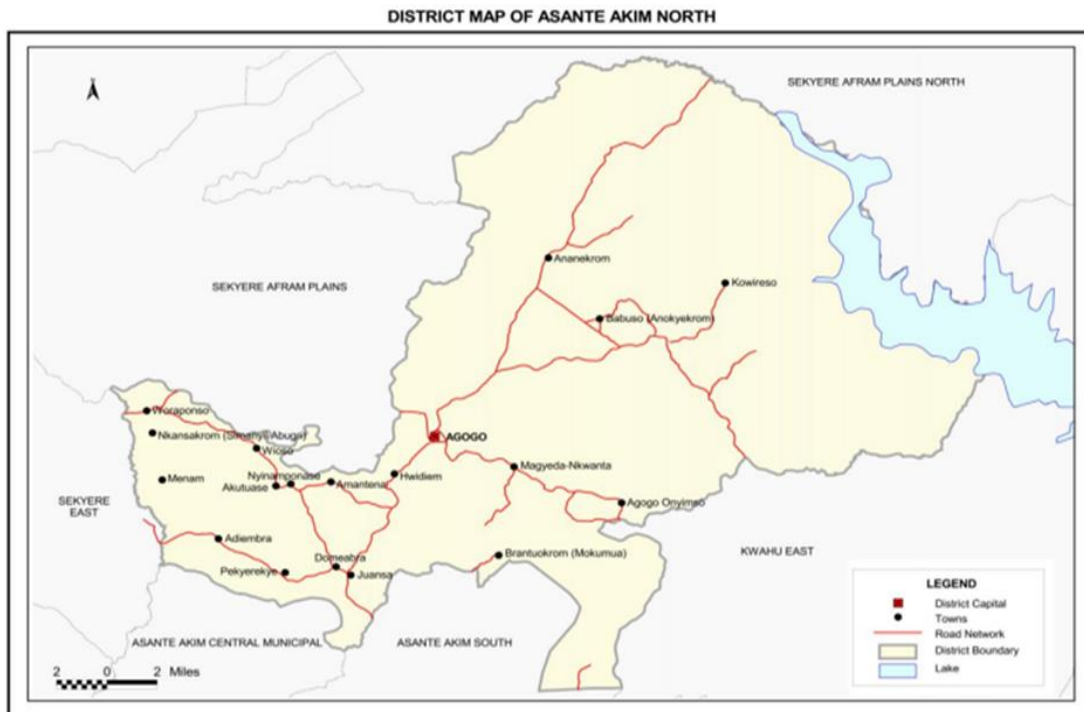 DISTRICT MAP OF ASANTE AKIM NORTH
SEKYERE AFRAM PLAINS NORTH
Ananekrom
Kowireso
SEKYERE AFRAM PLAINS
Babuso (Anokyekrom)
Woraponso
Nkansakrom
AGOGO
Wioso
Magyeda-Nkwanta
Hwidiem
Nyinamponase
Menam
Amantena
Akutuase
SEKYERE
EAST
Agogo Onyimso
Adiembra
KWAHU EAST
Brantuokrom (Mokumua)
Domeabra
Pekyerekye
Juansa
LEGEND
District Capital
Towns
Road Network
District Boundary
Lake
ASANTE AKIM CENTRAL MUNICIPAL
ASANTE AKIM SOUTH
2 0 2 Miles